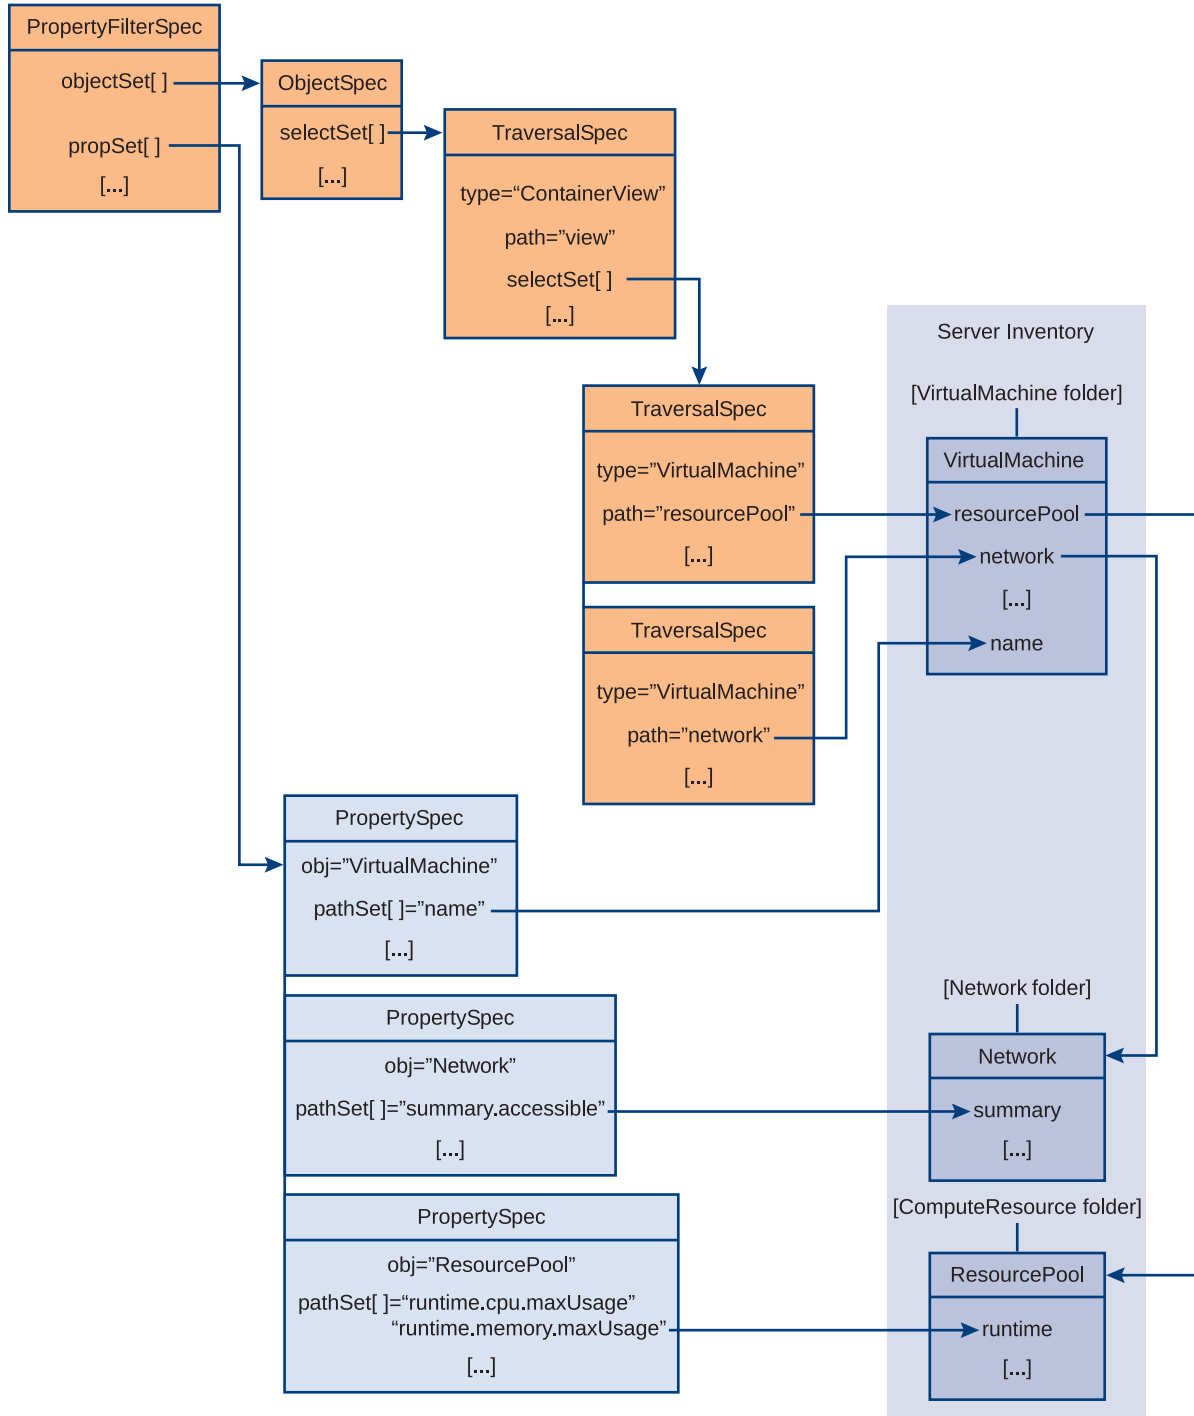 PropertyFilterSpec
objectSet[ ]
propSet[ ]
[...]
ObjectSpec
selectSet[ ]
[...]
TraversalSpec
type=“ContainerView”
path=”view”
selectSet[ ]
[...]
TraversalSpec
type=”VirtualMachine”
path=”resourcePool”
[...]
TraversalSpec
type=”VirtualMachine”
path=”network”
[...]
PropertySpec
obj=”VirtualMachine”
pathSet[ ]=”name”
[...]
PropertySpec
obj=”Network”
pathSet[ ]=”summary.accessible”
[...]
PropertySpec
obj=”ResourcePool”
pathSet[ ]=“runtime.cpu.maxUsage”
“runtime.memory.maxUsage”
[...]
Server Inventory
[VirtualMachine folder]
VirtualMachine
resourcePool
network
[...]
name
[Network folder]
Network
summary
[...]
[ComputeResource folder]
ResourcePool
runtime
[...]